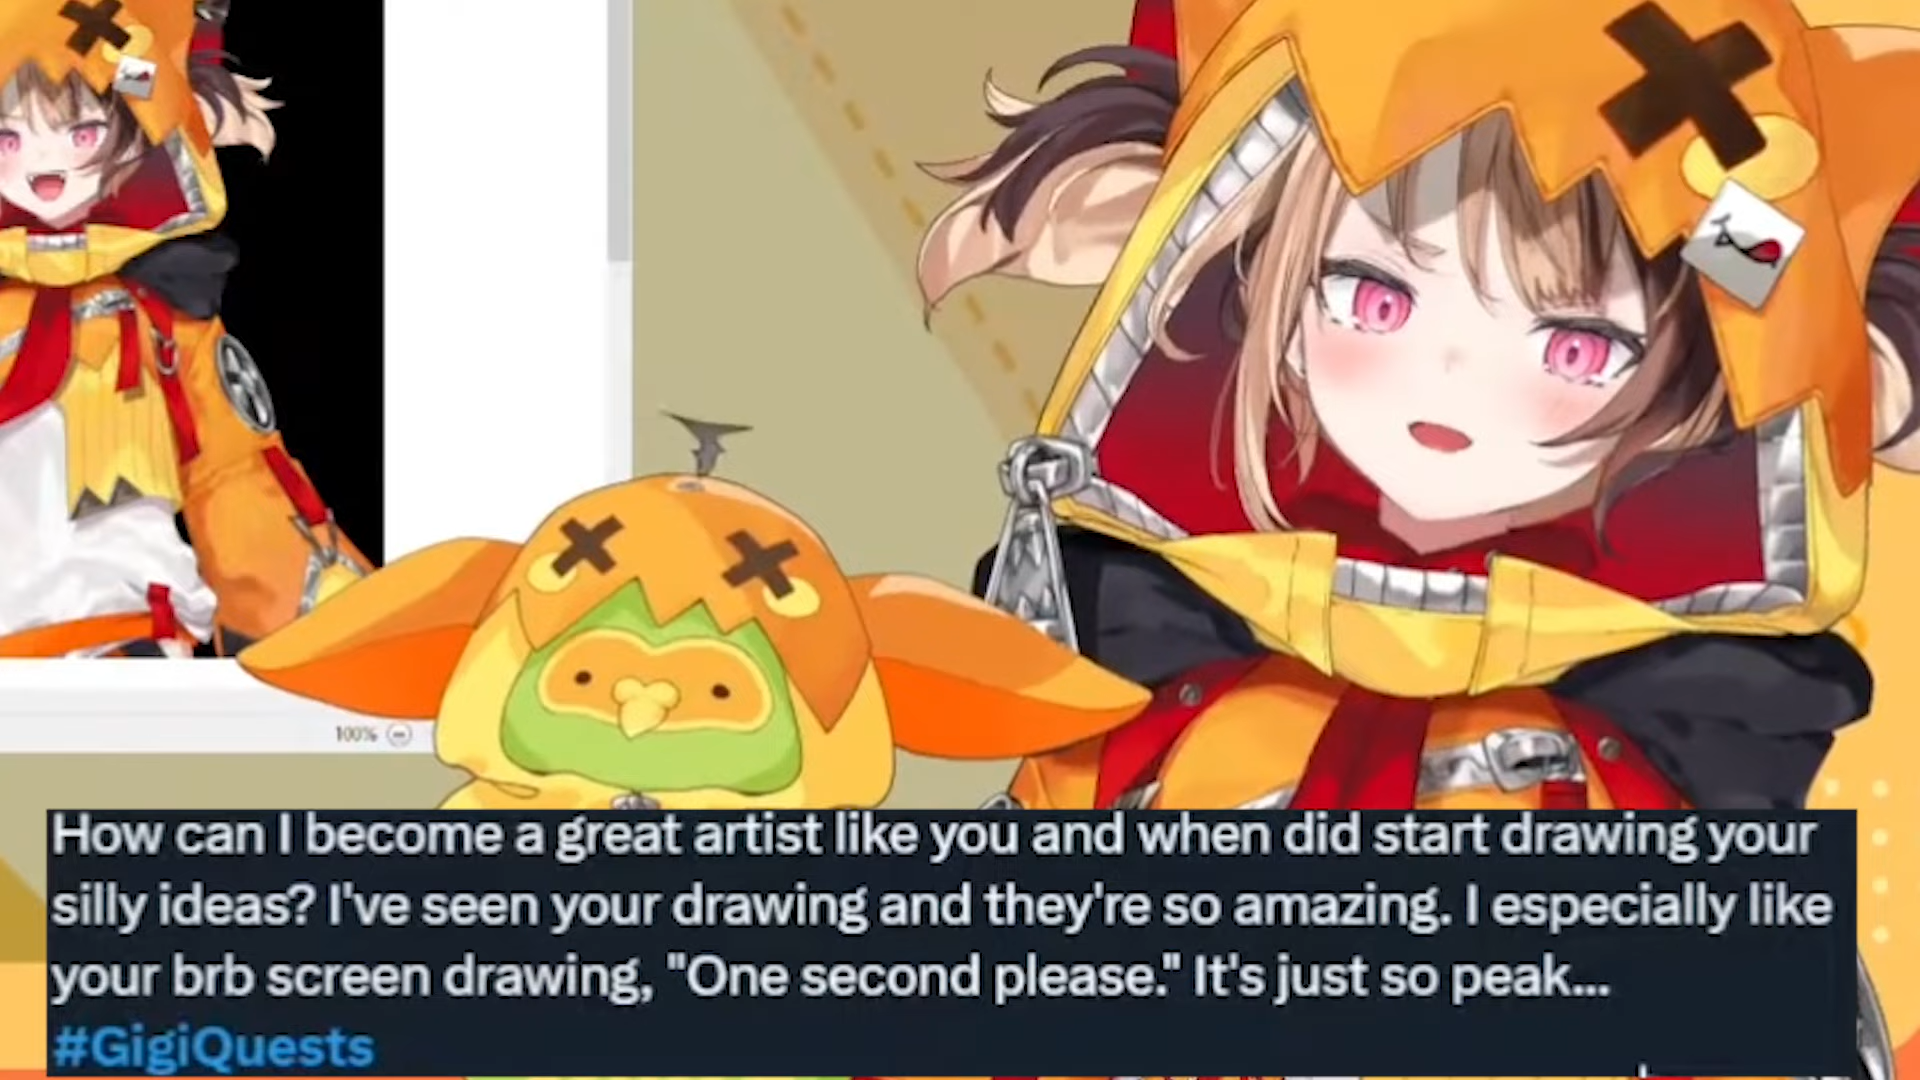 100%
How can I become a great artist like you and when did start drawing your
silly ideas? I've seen your drawing and they're so amazing. I especially like
your brb screen drawing, "One second please." It's just so peak...
#GigiQuests